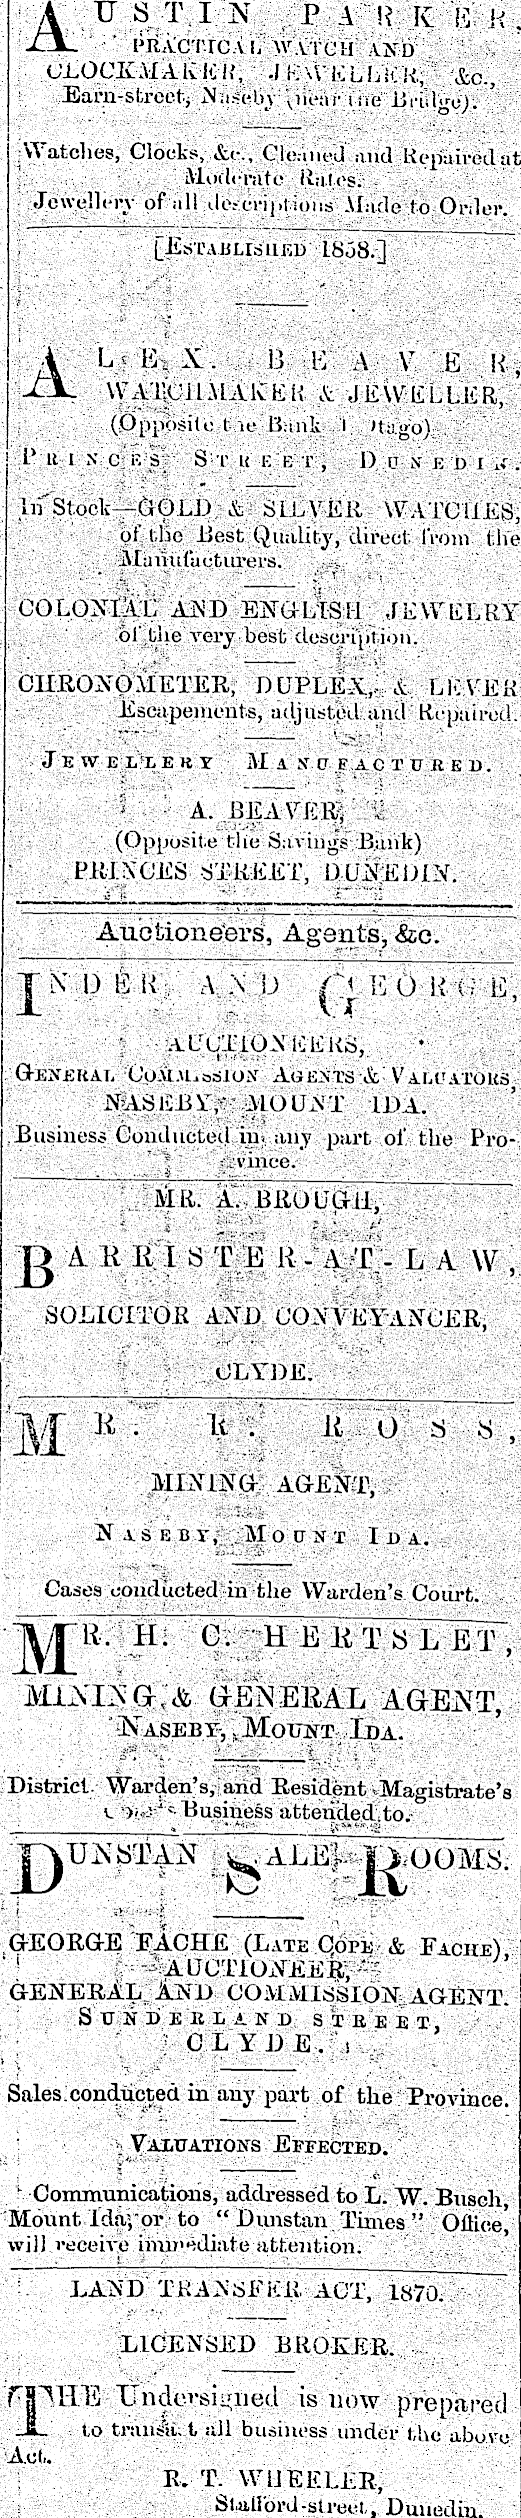 AUSTIN PARKER,
PRACTICAL WATCH AND
CLOCKMAKER, JEWELLER, &c.,
Earn-street, Naseby (near the Bridge).
Watches, Clocks, &c., Cleaned and Repaired at
Moderate Rates.
Jewellery of all descriptions Made to Order.
[ESTABLISHED 1858.]
ALEX. BEAVER,
WATCHMAKER & JEWELLER,
(Opposite the Bank Otago)
PRINCES STREET, DUNEDIN.
In Stock—GOLD & SILVER WATCHES,
of the Best Quality, direct from the
Manufacturers.
COLONIAL AND ENGLISH JEWELRY
of the very best description.
CHRONOMETER, DUPLEX, & LEVER
Escapements, adjusted and Repaired.
JEWELLERY MANUFACTURED.
A. BEAVER,
(Opposite the Savings Bank)
PRINCES STREET, DUNEDIN.
Auctioneers, Agents, &c.
INDER AND GEORGE,
AUCTIONEERS,
GENERAL COMMISSION AGENTS & VALUATORS,
NASEBY, MOUNT IDA.
Business Conducted in any part of the Pro-
vince.
MR. A. BROUGH,
BARRISTER-AT-LAW,
SOLICITOR AND CONVEYANCER,
CLYDE.
MR. R. ROSS,
MINING AGENT,
NASEBY, MOUNT IDA.
Cases conducted in the Warden's Court.
MR. H. C. HERTSLET,
MINING & GENERAL AGENT,
NASEBY, MOUNT IDA.
District Warden's, and Resident Magistrate's
Business attended to.
DUNSTAN SALE ROOMS.
GEORGE FACHE (LATE COPE & FACHE),
AUCTIONEER,
GENERAL AND COMMISSION AGENT.
SUNDERLAND STREET,
CLYDE.
Sales conducted in any part of the Province.
VALUATIONS EFFECTED.
Communications, addressed to L. W. Busch,
Mount Ida, or to "Dunstan Times" Office,
will receive immediate attention.
LAND TRANSFER ACT, 1870.
LICENSED BROKER.
THE Undersigned is now prepared
to transact all business under the above
Act.
R. T. WHEELER,
Stafford-street, Dunedin.